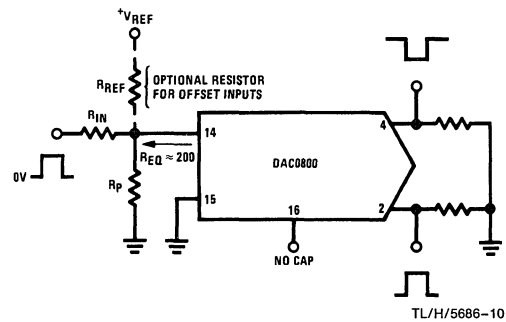 +VREF
RREF
OPTIONAL RESISTOR
FOR OFFSET INPUTS
RIN
0V
RP
REQ ≈ 200
14
15
16
DAC0800
4
2
NO CAP
TL/H/5686–10